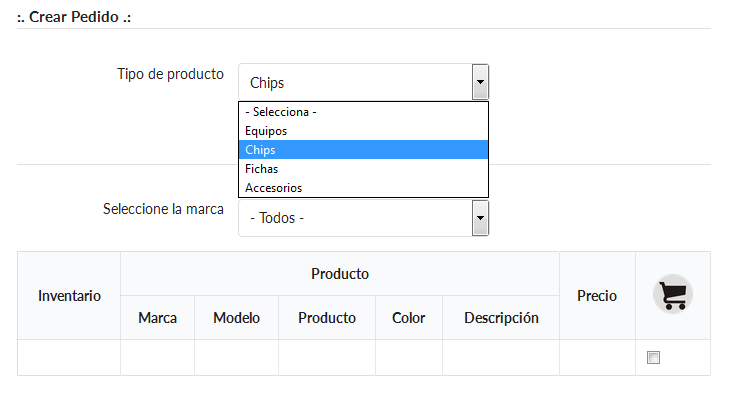 :. Crear Pedido .:
Tipo de producto
Chips
- Selecciona -
Equipos
Chips
Fichas
Accesorios
Seleccione la marca
- Todos -
Inventario
Producto
Precio
Marca
Modelo
Producto
Color
Descripción